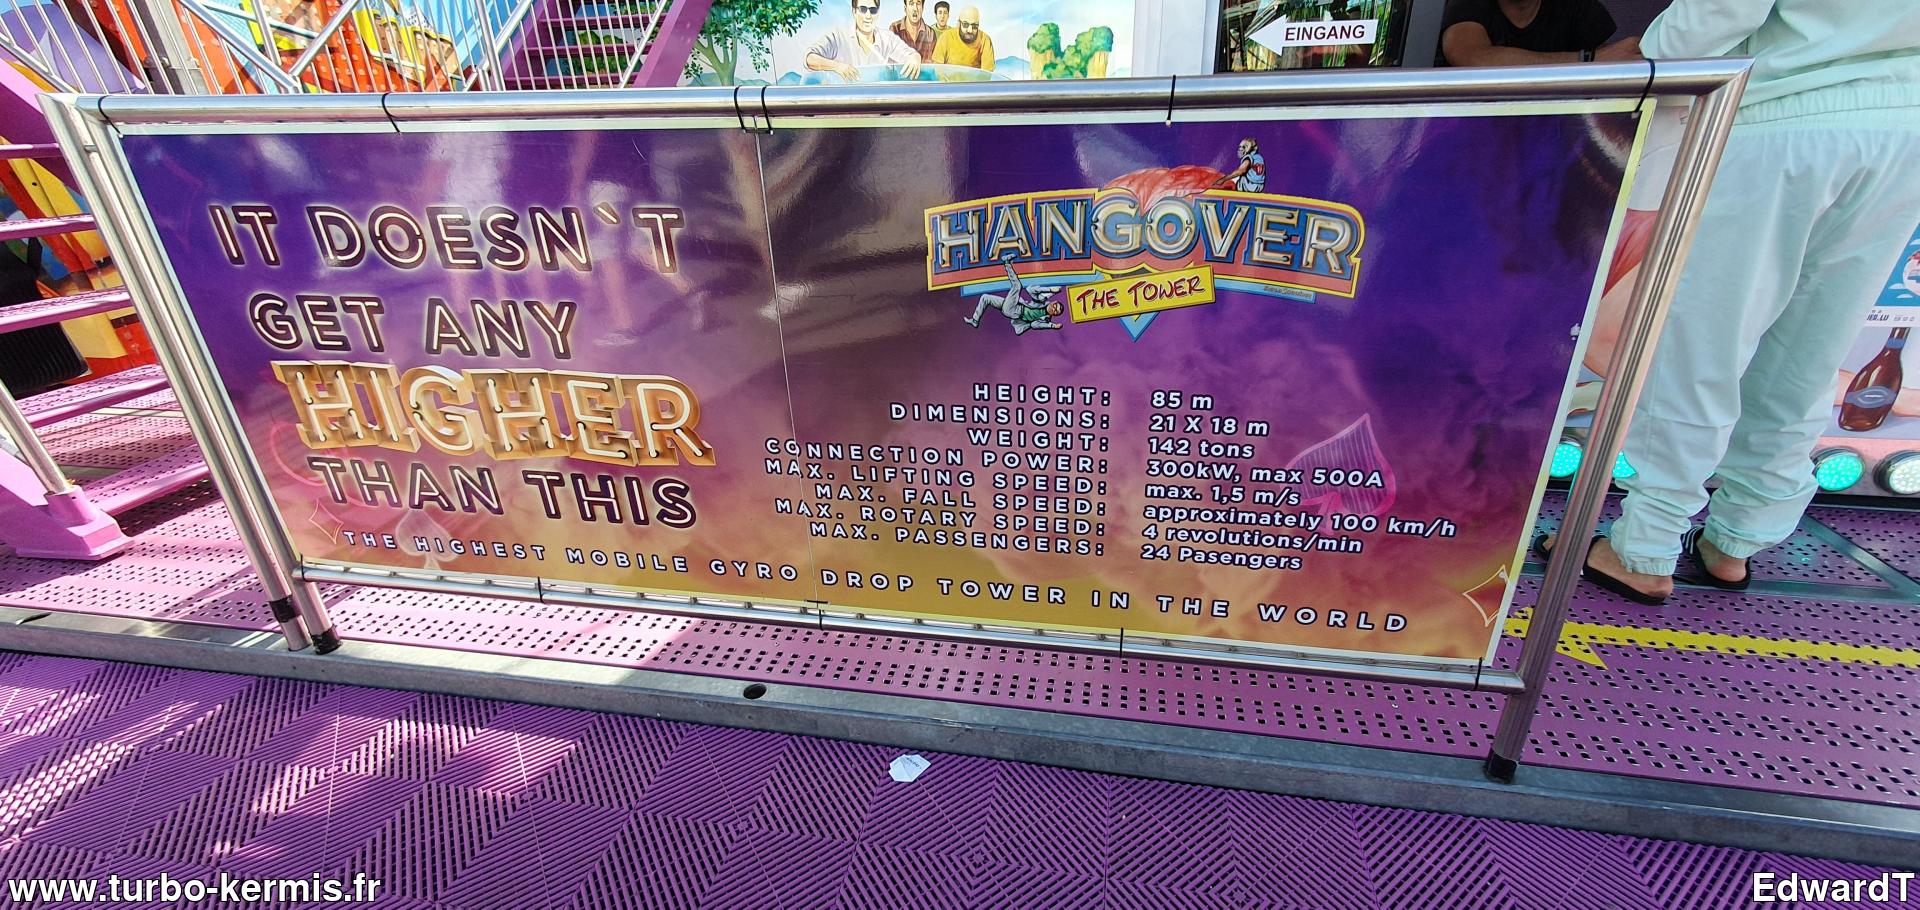 EINGANG
IT DOESN`T
GET ANY
HIGHER
THAN THIS
HANGOVER
THE TOWER
HEIGHT: 85 m
DIMENSIONS: 21 X 18 m
WEIGHT: 142 tons
CONNECTION POWER: 300kW, max 500A
MAX. LIFTING SPEED: max. 1,5 m/s
MAX. FALL SPEED: approximately 100 km/h
MAX. ROTARY SPEED: 4 revolutions/min
MAX. PASSENGERS: 24 Pasengers
THE HIGHEST MOBILE GYRO DROP TOWER IN THE WORLD
www.turbo-kermis.fr
EdwardT